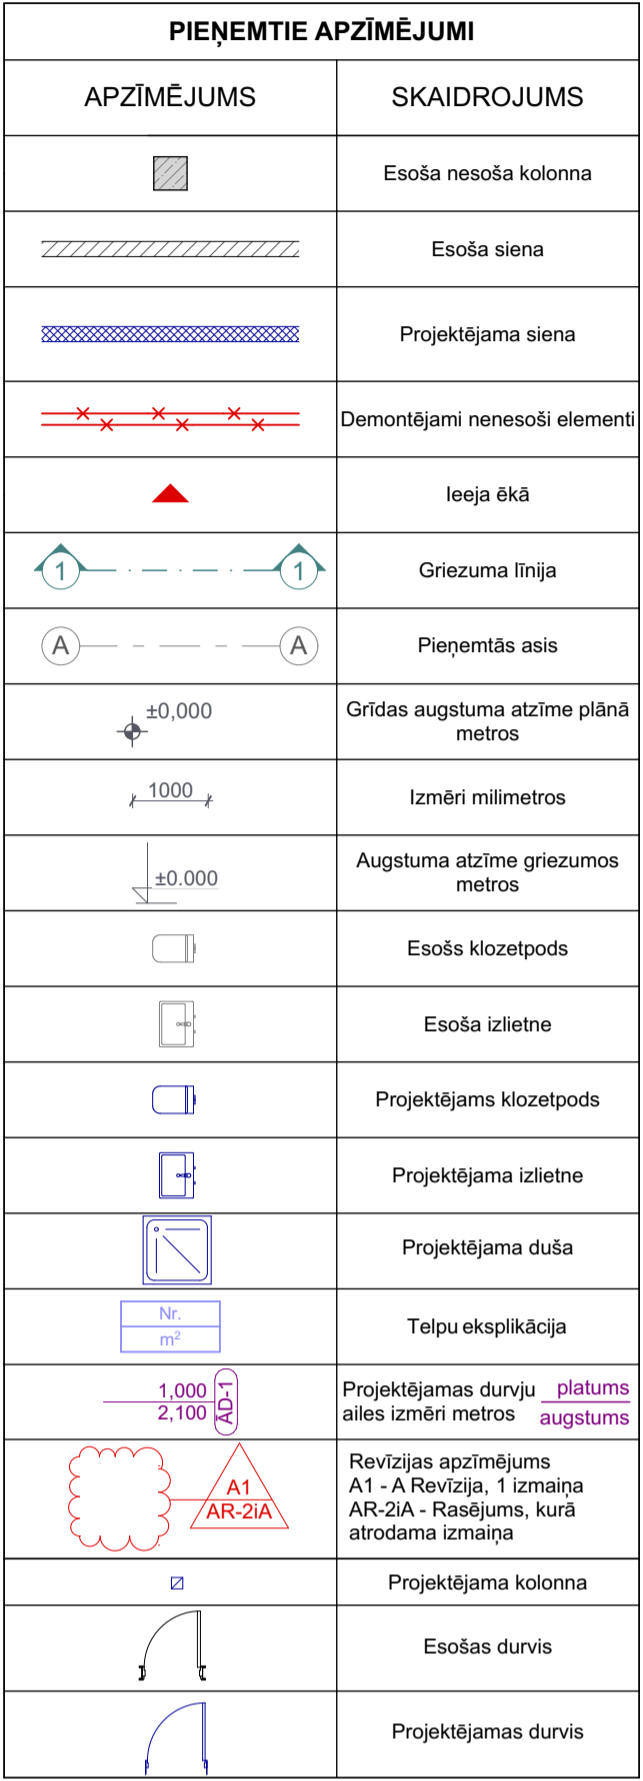 PIEŅEMTIE APZĪMĒJUMI
APZĪMĒJUMS
SKAIDROJUMS
Esoša nesoša kolonna
Esoša siena
Projektējama siena
Demontējami nenesoši elementi
Ieeja ēkā
1
1
Griezuma līnija
A
A
Pieņemtās asis
±0,000
Grīdas augstuma atzīme plānā
metros
1000
Izmēri milimetros
±0.000
Augstuma atzīme griezumos
metros
Esošs klozetpods
Esoša izlietne
Projektējams klozetpods
Projektējama izlietne
Projektējama duša
Nr.
m²
Telpu eksplikācija
1,000
2,100
ĀD-1
Projektējamas durvju
ailes izmēri metros
platums
augstums
A1
AR-2iA
Revīzijas apzīmējums
A1 - A Revīzija, 1 izmaiņa
AR-2iA - Rasējums, kurā
atrodama izmaiņa
Projektējama kolonna
Esošas durvis
Projektējamas durvis